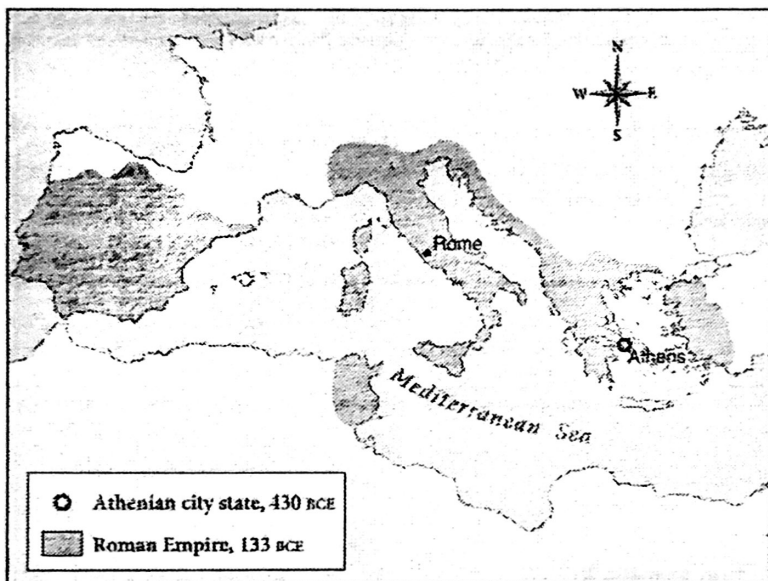 N
W E
S
Rome
Athens
Mediterranean Sea
Athenian city state, 430 BCE
Roman Empire, 133 BCE